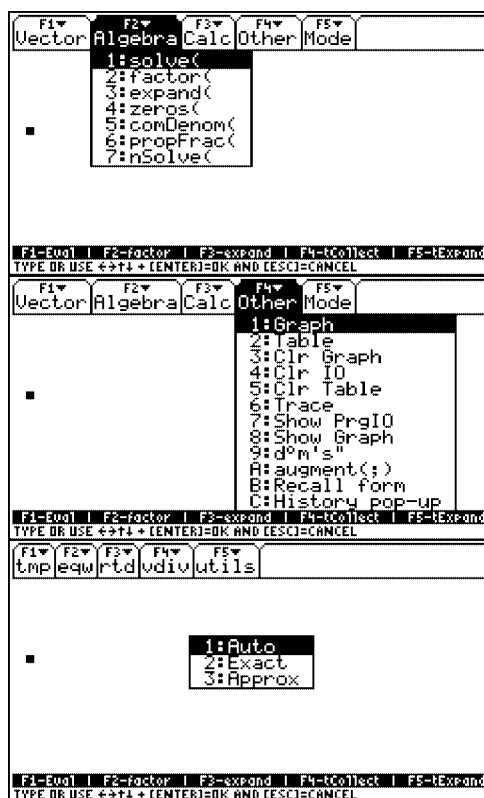 F1▼ F2▼ F3▼ F4▼ F5▼
Vector Algebra Calc Other Mode
1:solve(
2:factor(
3:expand(
4:zeros(
5:comDenom(
6:propFrac(
7:nSolve(
F1-Eval | F2-factor | F3-expand | F4-tCollect | F5-tExpand
TYPE OR USE ←→↑↓ + [ENTER]=OK AND [ESC]=CANCEL
F1▼ F2▼ F3▼ F4▼ F5▼
Vector Algebra Calc Other Mode
1:Graph
2:Table
3:Clr Graph
4:Clr IO
5:Clr Table
6:Trace
7:Show PrgIO
8:Show Graph
9:d°m's"
A:augment(;)
B:Recall form
C:History pop-up
F1-Eval | F2-factor | F3-expand | F4-tCollect | F5-tExpand
TYPE OR USE ←→↑↓ + [ENTER]=OK AND [ESC]=CANCEL
F1▼ F2▼ F3▼ F4▼ F5▼
tmp eqw rtd vdiv utils
1:Auto
2:Exact
3:Approx
F1-Eval | F2-factor | F3-expand | F4-tCollect | F5-tExpand
TYPE OR USE ←→↑↓ + [ENTER]=OK AND [ESC]=CANCEL